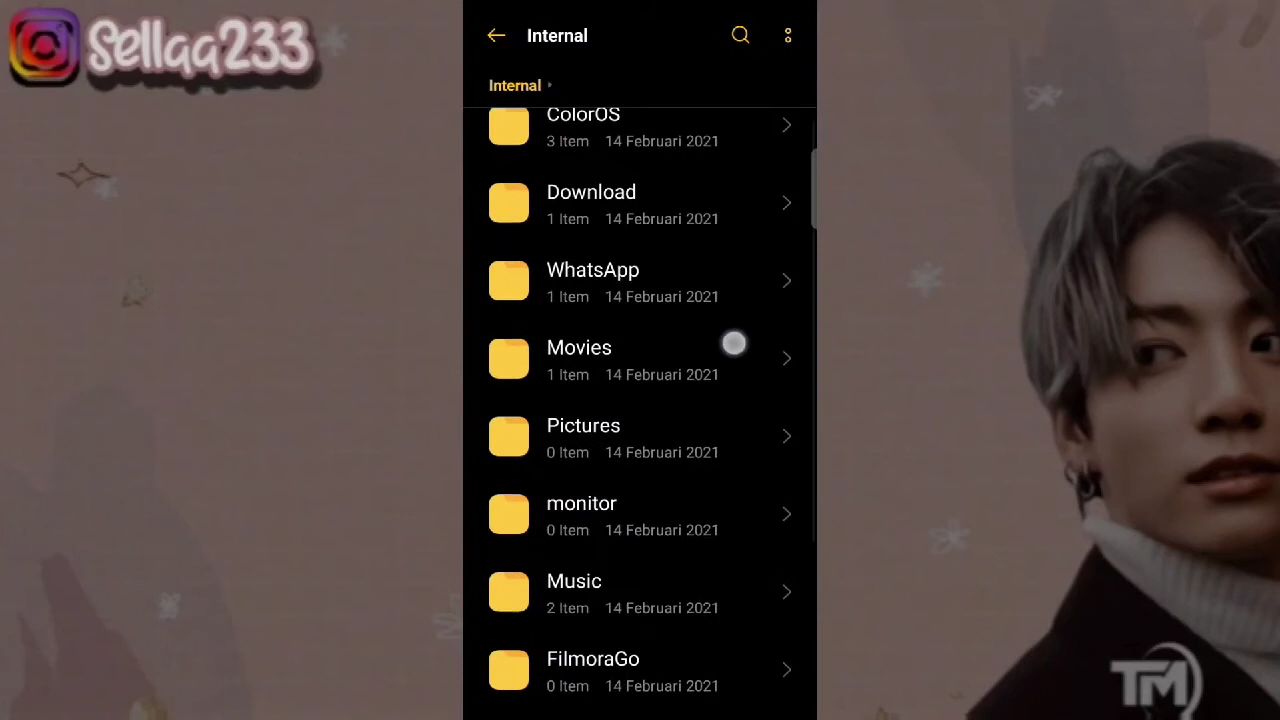 Sellaa233
Internal
Internal
ColorOS
3 Item 14 Februari 2021
Download
1 Item 14 Februari 2021
WhatsApp
1 Item 14 Februari 2021
Movies
1 Item 14 Februari 2021
Pictures
0 Item 14 Februari 2021
monitor
0 Item 14 Februari 2021
Music
2 Item 14 Februari 2021
FilmoraGo
0 Item 14 Februari 2021
TM